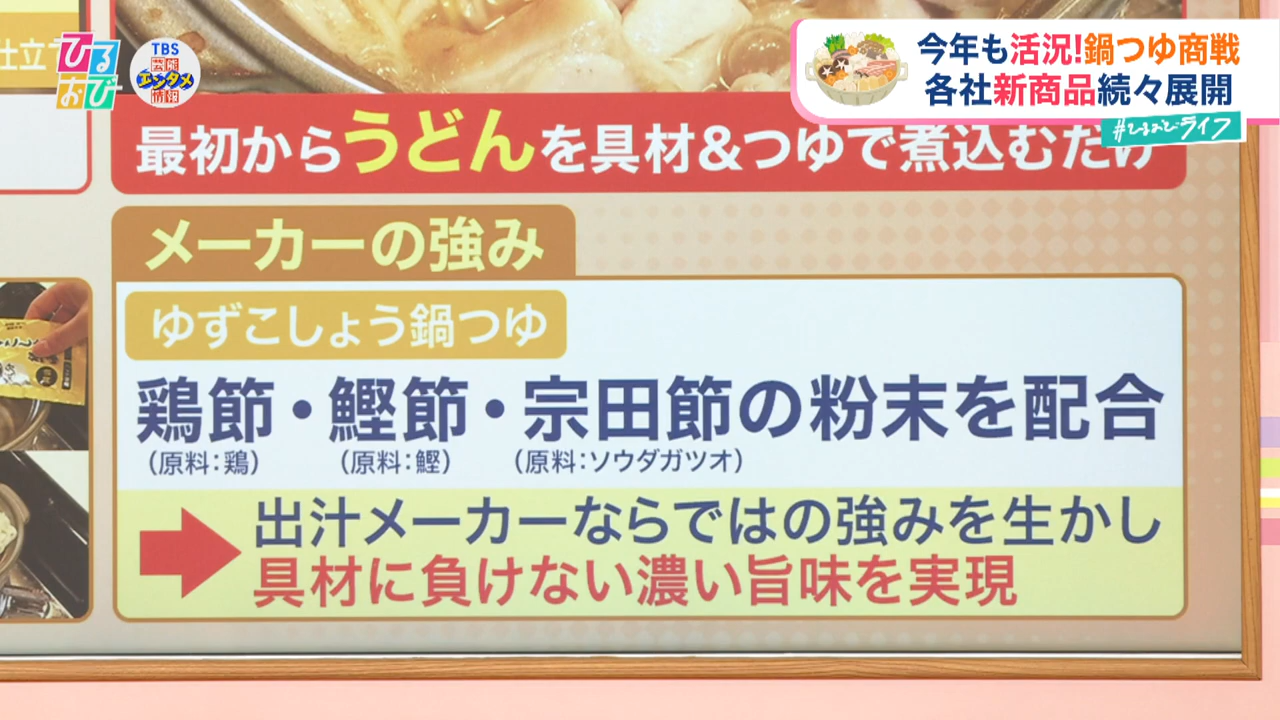 仕立
ひるおび
TBS
芸能
エンタメ
情報
今年も活況!鍋つゆ商戦
各社新商品続々展開
#ひるおびライフ
最初からうどんを具材&つゆで煮込むだけ
メーカーの強み
ゆずこしょう鍋つゆ
鶏節・鰹節・宗田節の粉末を配合
(原料:鶏) (原料:鰹) (原料:ソウダガツオ)
出汁メーカーならではの強みを生かし
具材に負けない濃い旨味を実現